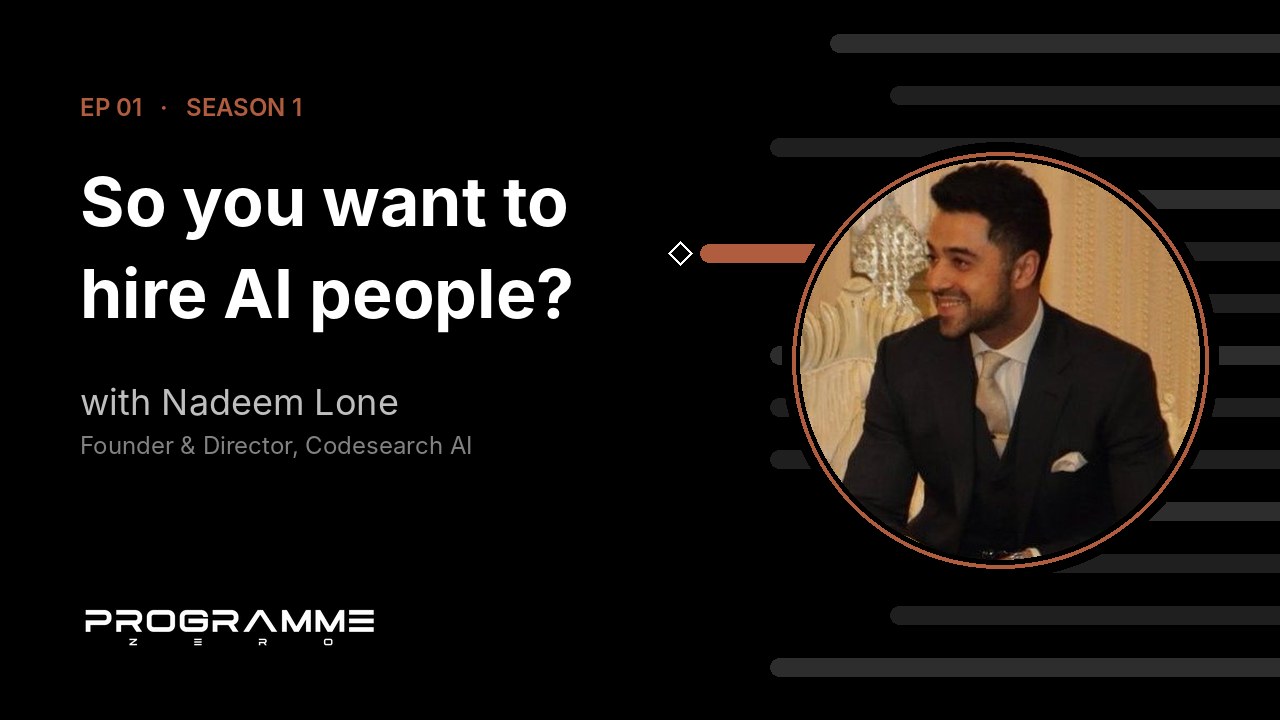 EP 01 · SEASON 1
So you want to
hire AI people?
with Nadeem Lone
Founder & Director, Codesearch AI
PROGRAMME
ZERO